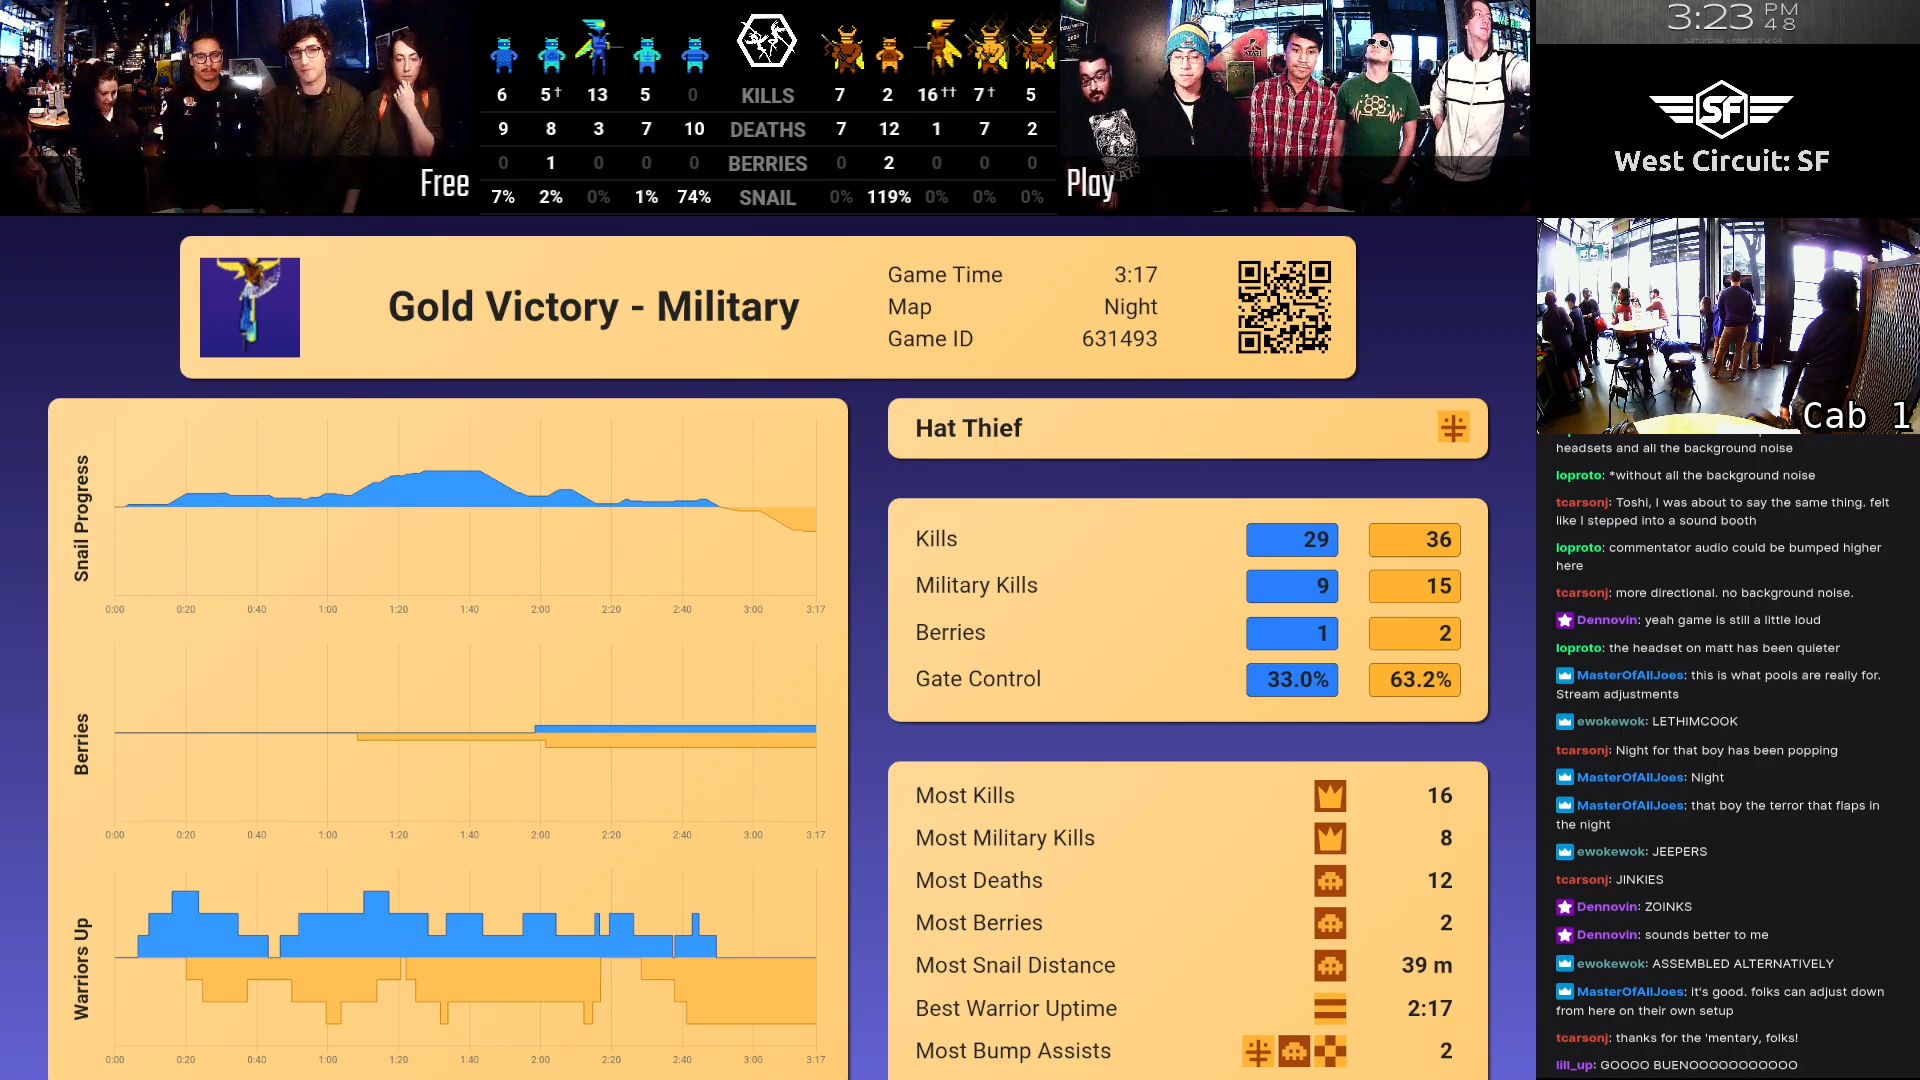 6 5† 13 5 0 KILLS 7 2 16†† 7† 5
9 8 3 7 10 DEATHS 7 12 1 7 2
0 1 0 0 0 BERRIES 0 2 0 0 0
7% 2% 0% 1% 74% SNAIL 0% 119% 0% 0% 0%
Free
Play
3:23 PM
48
SF
West Circuit: SF
Cab 1
Gold Victory - Military
Game Time 3:17
Map Night
Game ID 631493
Snail Progress
0:00 0:20 0:40 1:00 1:20 1:40 2:00 2:20 2:40 3:00 3:17
Berries
0:00 0:20 0:40 1:00 1:20 1:40 2:00 2:20 2:40 3:00 3:17
Warriors Up
0:00 0:20 0:40 1:00 1:20 1:40 2:00 2:20 2:40 3:00 3:17
Hat Thief
Kills 29 36
Military Kills 9 15
Berries 1 2
Gate Control 33.0% 63.2%
Most Kills 16
Most Military Kills 8
Most Deaths 12
Most Berries 2
Most Snail Distance 39 m
Best Warrior Uptime 2:17
Most Bump Assists 2
headsets and all the background noise
loproto: *without all the background noise
tcarsonj: Toshi, I was about to say the same thing. felt
like I stepped into a sound booth
loproto: commentator audio could be bumped higher
here
tcarsonj: more directional. no background noise.
Dennovin: yeah game is still a little loud
loproto: the headset on matt has been quieter
MasterOfAllJoes: this is what pools are really for.
Stream adjustments
ewokewok: LETHIMCOOK
tcarsonj: Night for that boy has been popping
MasterOfAllJoes: Night
MasterOfAllJoes: that boy the terror that flaps in
the night
ewokewok: JEEPERS
tcarsonj: JINKIES
Dennovin: ZOINKS
Dennovin: sounds better to me
ewokewok: ASSEMBLED ALTERNATIVELY
MasterOfAllJoes: it's good. folks can adjust down
from here on their own setup
tcarsonj: thanks for the 'mentary, folks!
lill_up: GOOOO BUENOOOOOOOOOOO